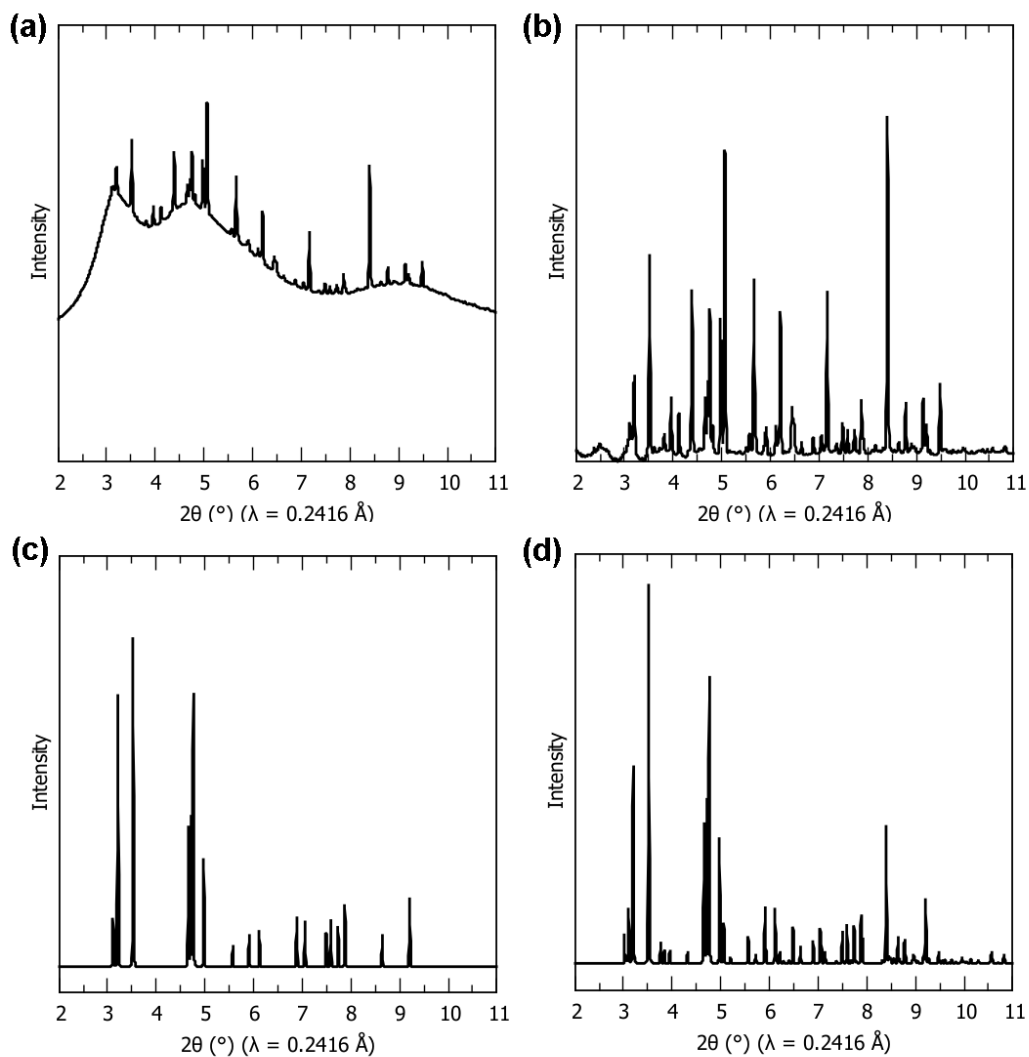 (a)
Intensity
2 3 4 5 6 7 8 9 10 11
2θ (°) (λ = 0.2416 Å)
(b)
Intensity
2 3 4 5 6 7 8 9 10 11
2θ (°) (λ = 0.2416 Å)
(c)
Intensity
2 3 4 5 6 7 8 9 10 11
2θ (°) (λ = 0.2416 Å)
(d)
Intensity
2 3 4 5 6 7 8 9 10 11
2θ (°) (λ = 0.2416 Å)